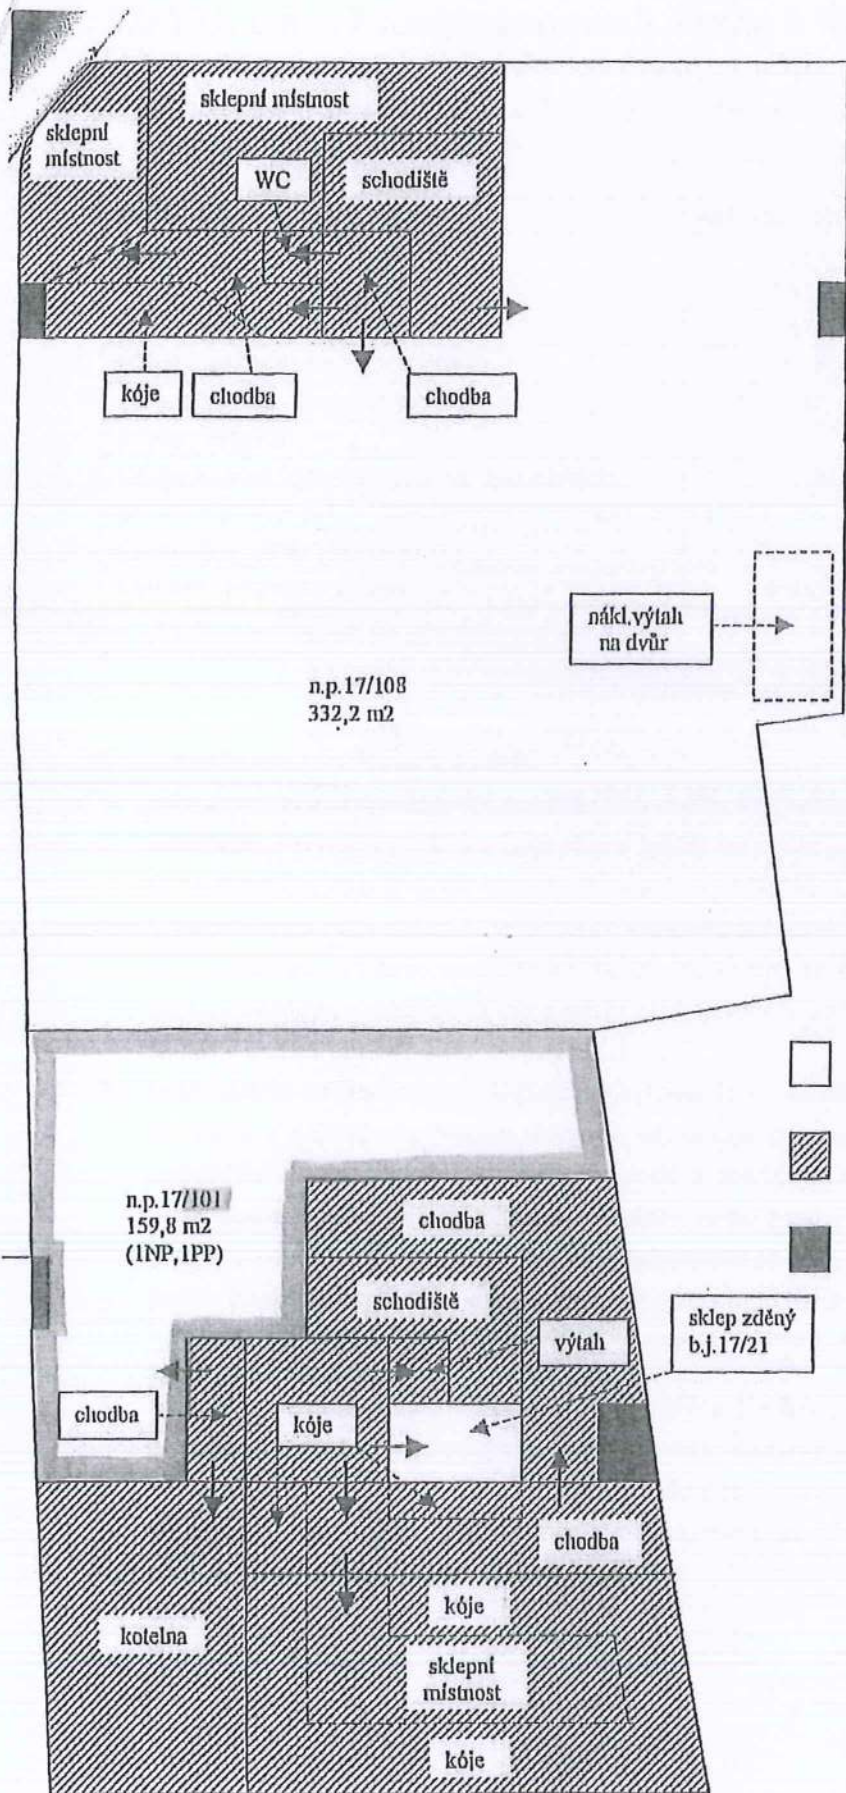 sklepní místnost
sklepní
místnost
WC
schodiště
kóje
chodba
chodba
nákl.výtah
na dvůr
n.p.17/108
332,2 m2
n.p.17/101
159,8 m2
(1NP,1PP)
chodba
schodiště
výtah
sklep zděný
b.j.17/21
chodba
kóje
chodba
kotelna
kóje
sklepní
místnost
kóje